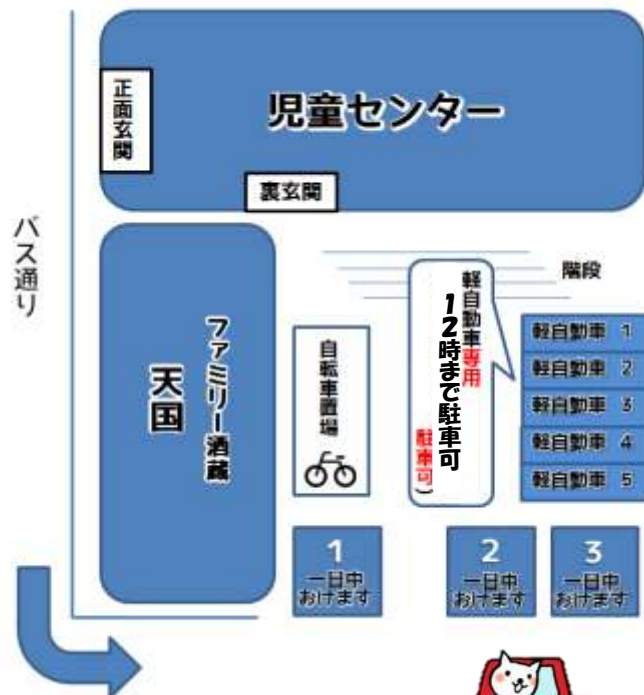 児童センター
正面玄関
裏玄関
バス通り
ファミリー酒蔵
天国
自転車置場
階段
軽自動車専用
12時まで駐車可
駐車可)
軽自動車 1
軽自動車 2
軽自動車 3
軽自動車 4
軽自動車 5
1
一日中
おけます
2
一日中
おけます
3
一日中
おけます